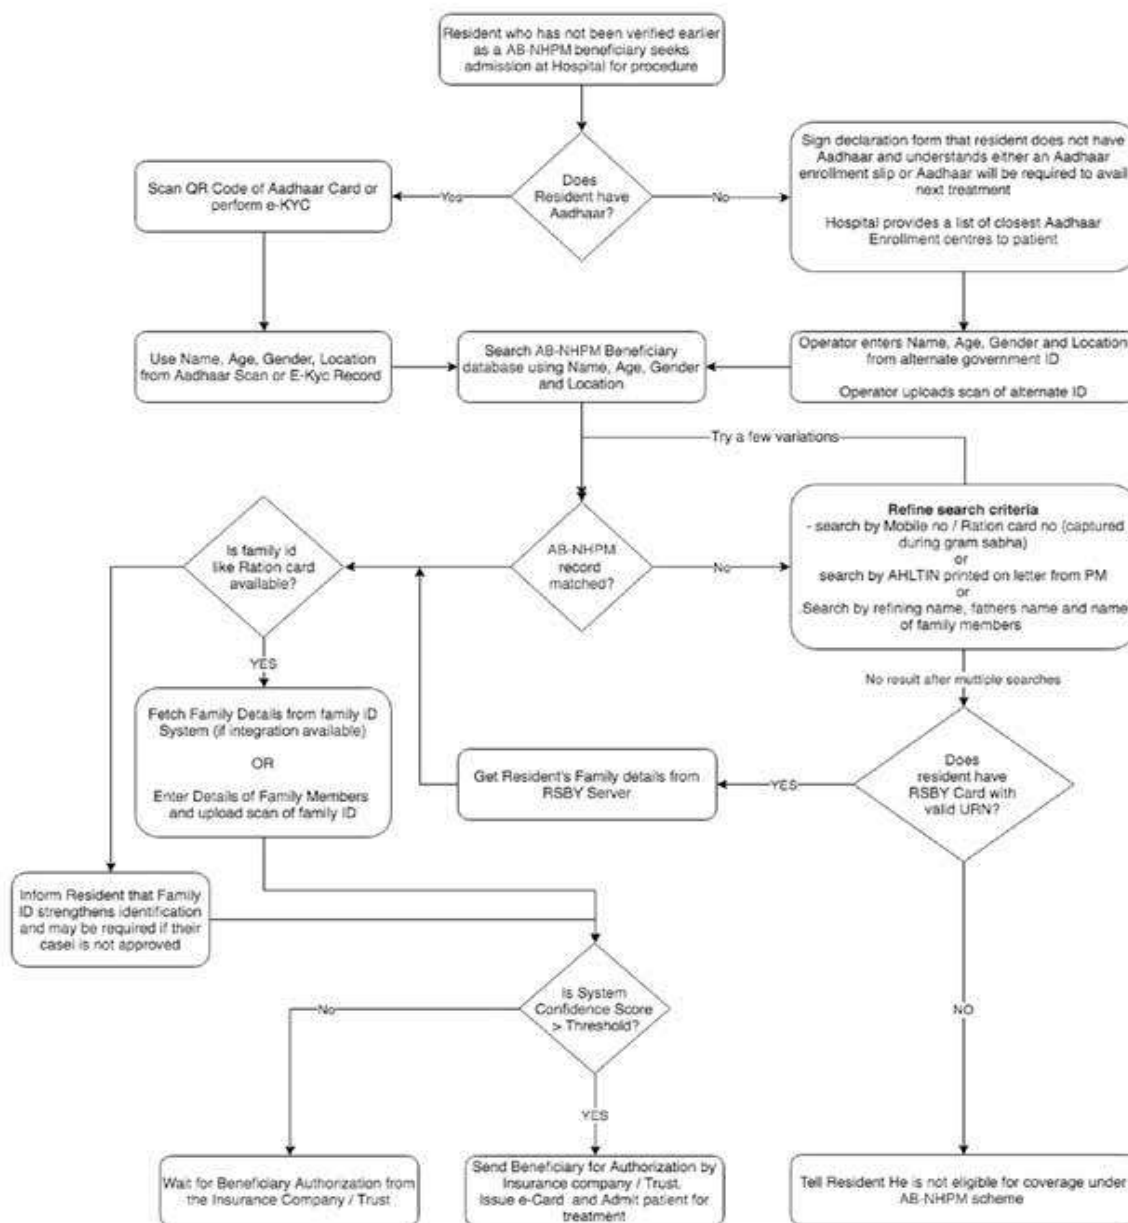 Resident who has not been verified earlier
as a AB-NHPM beneficiary seeks
admission at Hospital for procedure
Does
Resident have
Aadhaar?
Yes
No
Scan QR Code of Aadhaar Card or
perform e-KYC
Sign declaration form that resident does not have
Aadhaar and understands either an Aadhaar
enrollment slip or Aadhaar will be required to avail
next treatment
Hospital provides a list of closest Aadhaar
Enrollment centres to patient
Use Name, Age, Gender, Location
from Aadhaar Scan or E-Kyc Record
Search AB-NHPM Beneficiary
database using Name, Age, Gender
and Location
Operator enters Name, Age, Gender and Location
from alternate government ID
Operator uploads scan of alternate ID
Try a few variations
Is family id
like Ration card
available?
AB-NHPM
record
matched?
No
Refine search criteria
- search by Mobile no / Ration card no (captured
during gram sabha)
or
search by AHLTIN printed on letter from PM
or
Search by refining name, fathers name and name
of family members
YES
No result after multiple searches
Fetch Family Details from family ID
System (if integration available)
OR
Enter Details of Family Members
and upload scan of family ID
Get Resident's Family details from
RSBY Server
YES
Does
resident have
RSBY Card with
valid URN?
Inform Resident that Family
ID strengthens identification
and may be required if their
casei is not approved
Is System
Confidence Score
> Threshold?
No
NO
YES
Wait for Beneficiary Authorization from
the Insurance Company / Trust
Send Beneficiary for Authorization by
Insurance company / Trust,
Issue e-Card and Admit patient for
treatment
Tell Resident He is not eligible for coverage under
AB-NHPM scheme